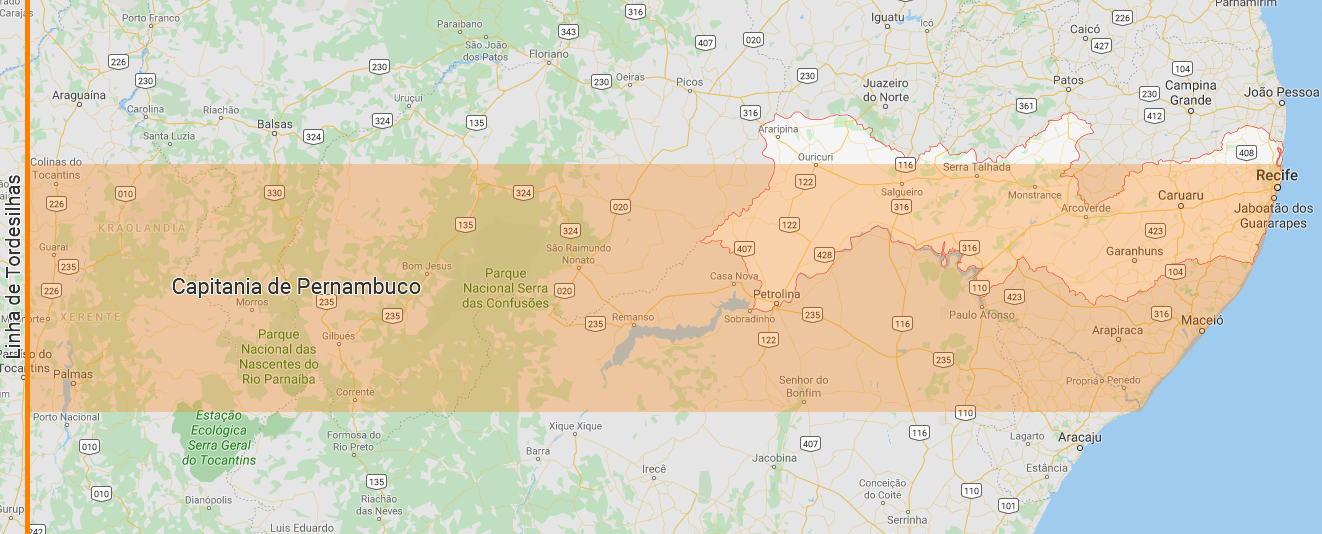 Porto Franco
Paraibano
São João
dos Patos
Floriano
316
343
226
230
230
Araguaína
Carolina
Riachão
Santa Luzia
Balsas
324
Uruçuí
324
135
407
020
230
Oeiras
Picos
Iguatu
Icó
Caicó
226
427
Parnamirim
230
Juazeiro
do Norte
Patos
104
Campina
Grande
230
João Pessoa
361
412
316
Araripina
Ouricuri
116
Serra Talhada
408
Recife
Colinas do
Tocantins
226
010
330
324
020
122
Salgueiro
316
Monstrance
Arcoverde
Caruaru
Jaboatão dos
Guararapes
KRAOLANDIA
135
324
122
423
Guaraí
235
São Raimundo
Nonato
407
428
316
Garanhuns
104
Linha de Tordesilhas
Capitania de Pernambuco
Bom Jesus
Parque
Nacional Serra
das Confusões
020
Casa Nova
Petrolina
110
423
226
Morros
235
235
XERENTE
Remanso
235
Sobradinho
235
116
Paulo Afonso
316
Maceió
Arapiraca
Gilbués
Parque
Nacional das
Nascentes do
Rio Parnaíba
122
235
Paraíso do
Tocantins
Palmas
Corrente
Senhor do
Bonfim
Propriá
Penedo
Porto Nacional
Estação
Ecológica
Serra Geral
do Tocantins
110
Formosa do
Rio Preto
Xique Xique
116
Lagarto
Aracaju
010
Barra
407
Irecê
Jacobina
Estância
135
010
Dianópolis
Riachão
das Neves
Conceição
do Coité
110
101
Serrinha
242
Luis Eduardo